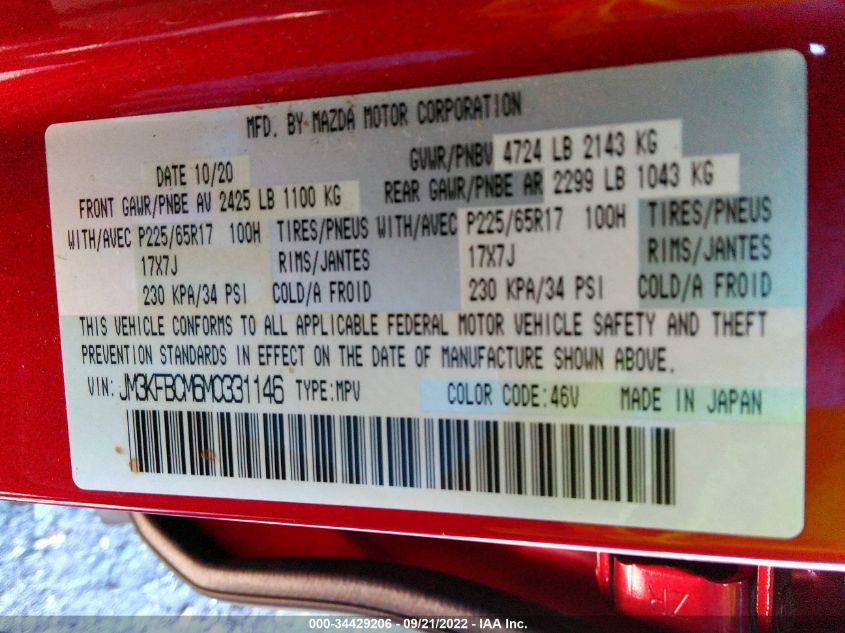 MFD. BY MAZDA MOTOR CORPORATION
DATE 10/20 GVWR/PNBV 4724 LB 2143 KG
FRONT GAWR/PNBE AV 2425 LB 1100 KG REAR GAWR/PNBE AR 2299 LB 1043 KG
WITH/AVEC P225/65R17 100H TIRES/PNEUS WITH/AVEC P225/65R17 100H TIRES/PNEUS
17X7J RIMS/JANTES 17X7J RIMS/JANTES
230 KPA/34 PSI COLD/A FROID 230 KPA/34 PSI COLD/A FROID
THIS VEHICLE CONFORMS TO ALL APPLICABLE FEDERAL MOTOR VEHICLE SAFETY AND THEFT
PREVENTION STANDARDS IN EFFECT ON THE DATE OF MANUFACTURE SHOWN ABOVE.
VIN: JM3KFBCM6M0331146 TYPE:MPV COLOR CODE:46V MADE IN JAPAN
000-34429206 - 09/21/2022 - IAA Inc.